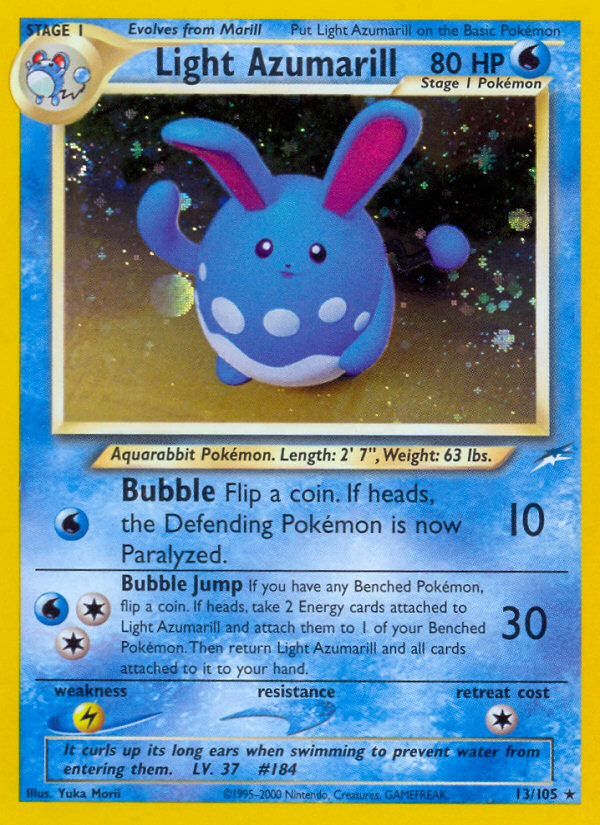 STAGE 1 Evolves from Marill Put Light Azumarill on the Basic Pokémon
Light Azumarill 80 HP
Stage 1 Pokémon
Aquarabbit Pokémon. Length: 2' 7", Weight: 63 lbs.
Bubble Flip a coin. If heads,
the Defending Pokémon is now
Paralyzed.
10
Bubble Jump If you have any Benched Pokémon,
flip a coin. If heads, take 2 Energy cards attached to
Light Azumarill and attach them to 1 of your Benched
Pokémon. Then return Light Azumarill and all cards
attached to it to your hand.
30
weakness resistance retreat cost
It curls up its long ears when swimming to prevent water from
entering them. LV. 37 #184
Illus. Yuka Morii ©1995-2000 Nintendo, Creatures, GAMEFREAK. 13/105 ★